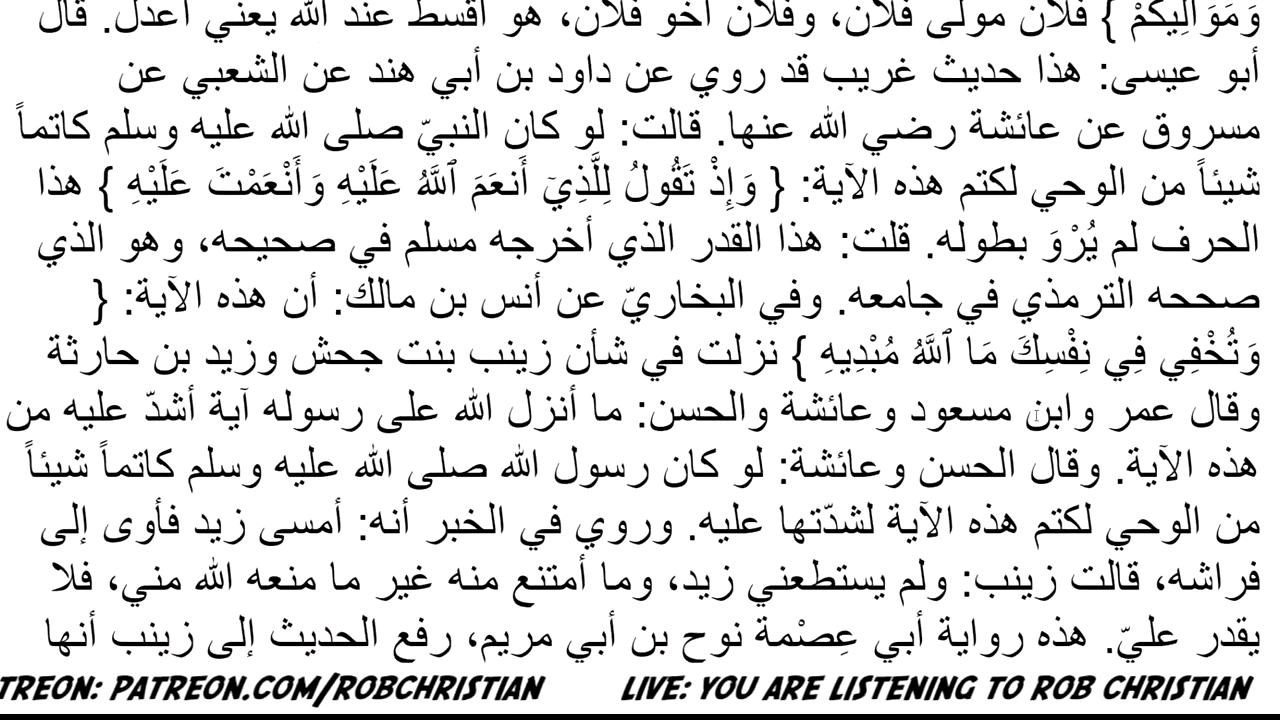 وَمَوَالِيكُمْ } فلان مولى فلان، وفلان أخو فلان، هو أقسط عند الله يعني أعدل. قال
أبو عيسى: هذا حديث غريب قد روي عن داود بن أبي هند عن الشعبي عن
مسروق عن عائشة رضي الله عنها. قالت: لو كان النبيّ صلى الله عليه وسلم كاتماً
شيئاً من الوحي لكتم هذه الآية: { وَإِذْ تَقُولُ لِلَّذِيۤ أَنعَمَ ٱللَّهُ عَلَيْهِ وَأَنْعَمْتَ عَلَيْهِ } هذا
الحرف لم يُرْوَ بطوله. قلت: هذا القدر الذي أخرجه مسلم في صحيحه، وهو الذي
صححه الترمذي في جامعه. وفي البخاريّ عن أنس بن مالك: أن هذه الآية: {
وَتُخْفِي فِي نِفْسِكَ مَا ٱللَّهُ مُبْدِيهِ } نزلت في شأن زينب بنت جحش وزيد بن حارثة
وقال عمر وابن مسعود وعائشة والحسن: ما أنزل الله على رسوله آية أشدّ عليه من
هذه الآية. وقال الحسن وعائشة: لو كان رسول الله صلى الله عليه وسلم كاتماً شيئاً
من الوحي لكتم هذه الآية لشدّتها عليه. وروي في الخبر أنه: أمسى زيد فأوى إلى
فراشه، قالت زينب: ولم يستطعني زيد، وما أمتنع منه غير ما منعه الله مني، فلا
يقدر عليّ. هذه رواية أبي عِصْمة نوح بن أبي مريم، رفع الحديث إلى زينب أنها
TREON: PATREON.COM/ROBCHRISTIAN LIVE: YOU ARE LISTENING TO ROB CHRISTIAN